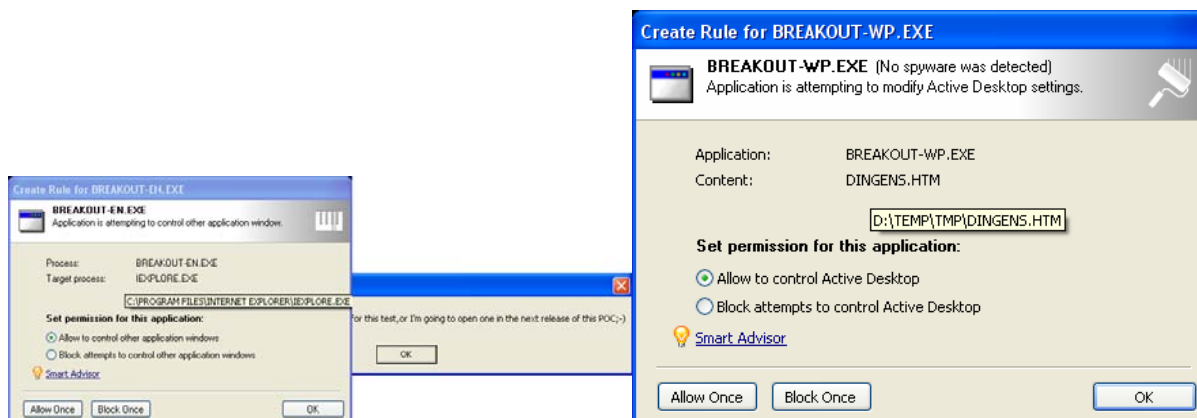 Create Rule for BREAKOUT-EN.EXE
BREAKOUT-EN.EXE
Application is attempting to control other application window.
Process: BREAKOUT-EN.EXE
Target process: IEXPLORE.EXE
C:\PROGRAM FILES\INTERNET EXPLORER\IEXPLORE.EXE
Set permission for this application:
Allow to control other application windows
Block attempts to control other application windows
Smart Advisor
Allow Once Block Once OK
or this test,or I'm going to open one in the next release of this POC;-)
OK
Create Rule for BREAKOUT-WP.EXE
BREAKOUT-WP.EXE (No spyware was detected)
Application is attempting to modify Active Desktop settings.
Application: BREAKOUT-WP.EXE
Content: DINGENS.HTM
D:\TEMP\TMP\DINGENS.HTM
Set permission for this application:
Allow to control Active Desktop
Block attempts to control Active Desktop
Smart Advisor
Allow Once Block Once OK